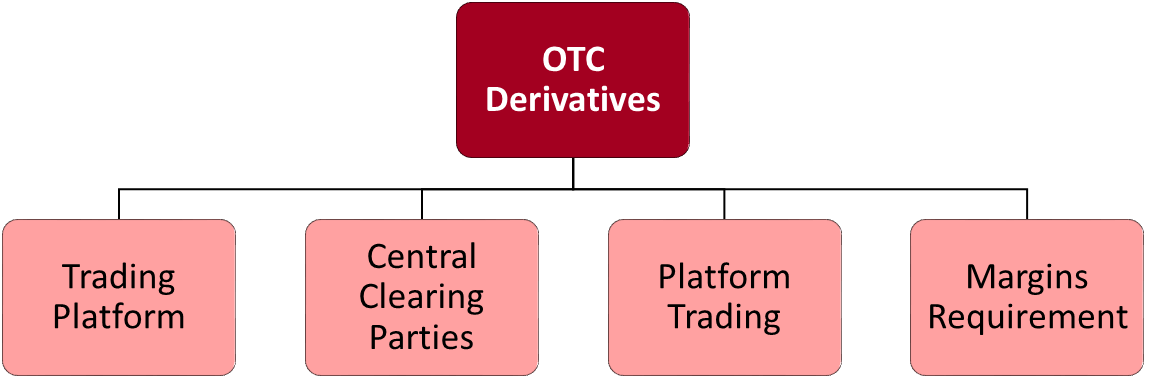 OTC
Derivatives
Trading
Platform
Central
Clearing
Parties
Platform
Trading
Margins
Requirement